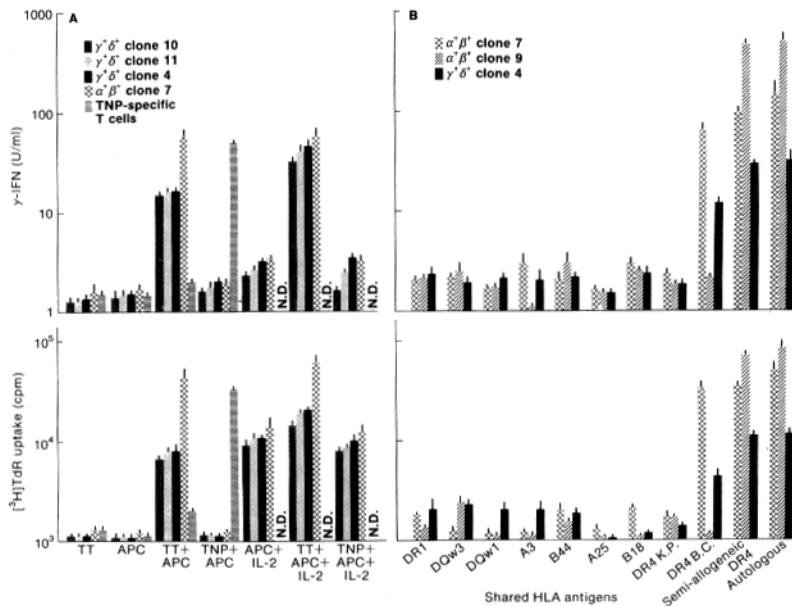 A
γ⁺δ⁺ clone 10
γ⁺δ⁻ clone 11
γ⁺δ⁺ clone 4
α⁺β⁻ clone 7
TNP-specific
T cells
γ-IFN (U/ml)
1000
100
10
1
N.D.
N.D.
N.D.
[³H]TdR uptake (cpm)
10⁵
10⁴
10³
N.D.
N.D.
N.D.
TT
APC
TT+
APC
TNP+
APC
APC+
IL-2
TT+
APC+
IL-2
TNP+
APC+
IL-2
B
α⁺β⁺ clone 7
α⁺β⁺ clone 9
γ⁺δ⁺ clone 4
DR1
DQw3
DQw1
A3
B44
A25
B18
DR4 K.P.
DR4 B.C.
Semi-allogeneic
DR4
Autologous
Shared HLA antigens